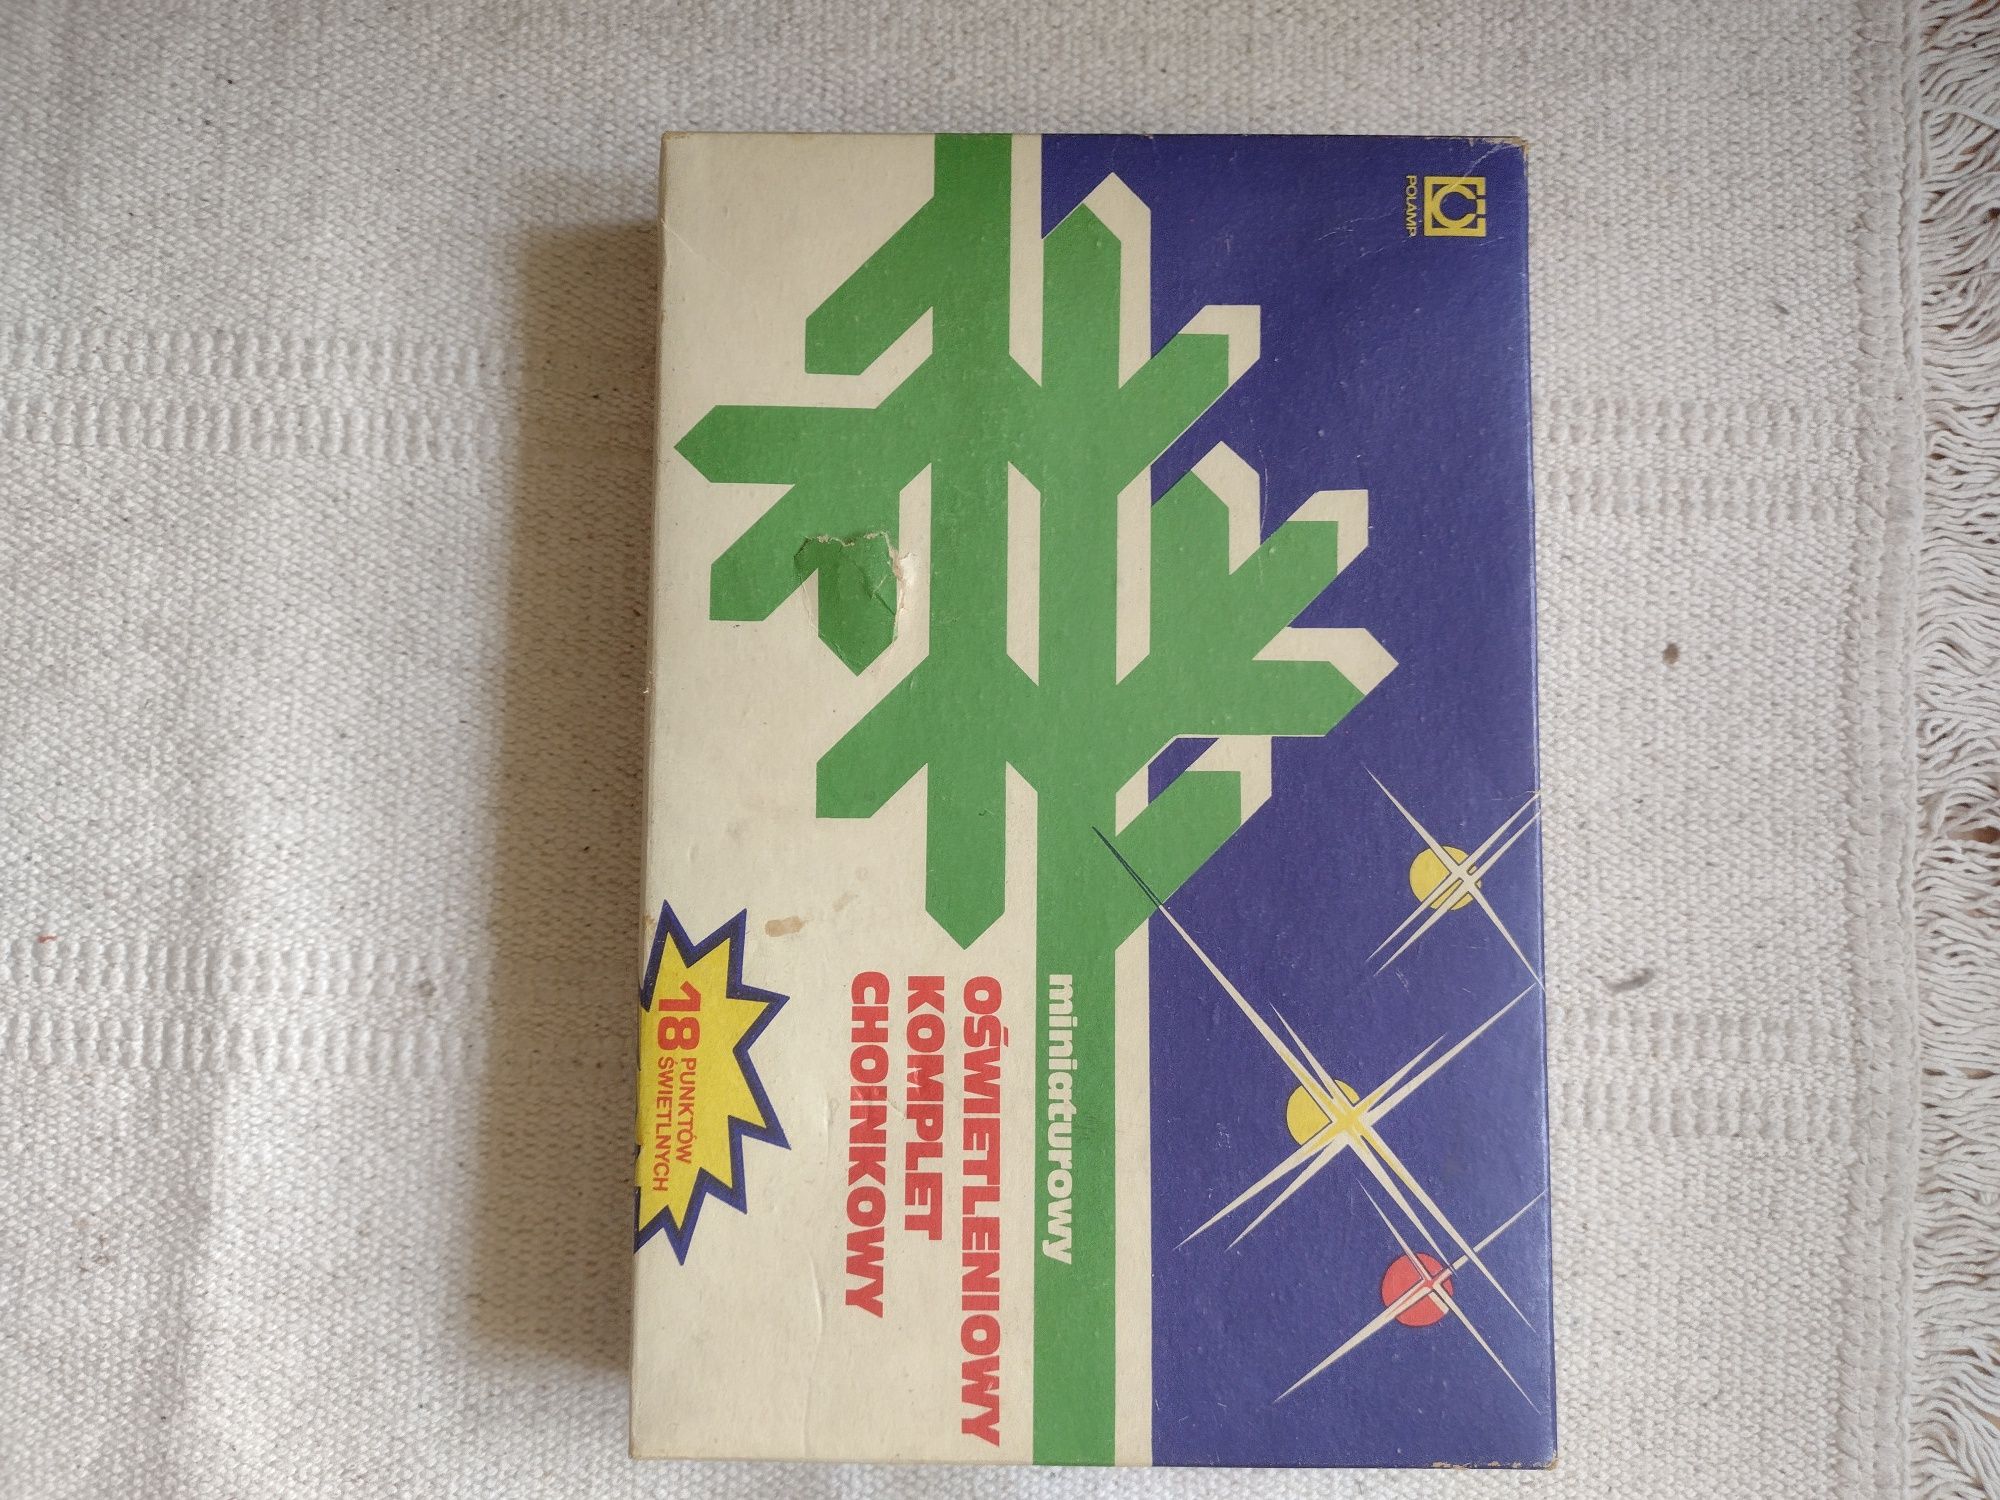 POLAMP
miniaturowy
OŚWIETLENIOWY
KOMPLET
CHOINKOWY
18 PUNKTÓW
ŚWIETLNYCH